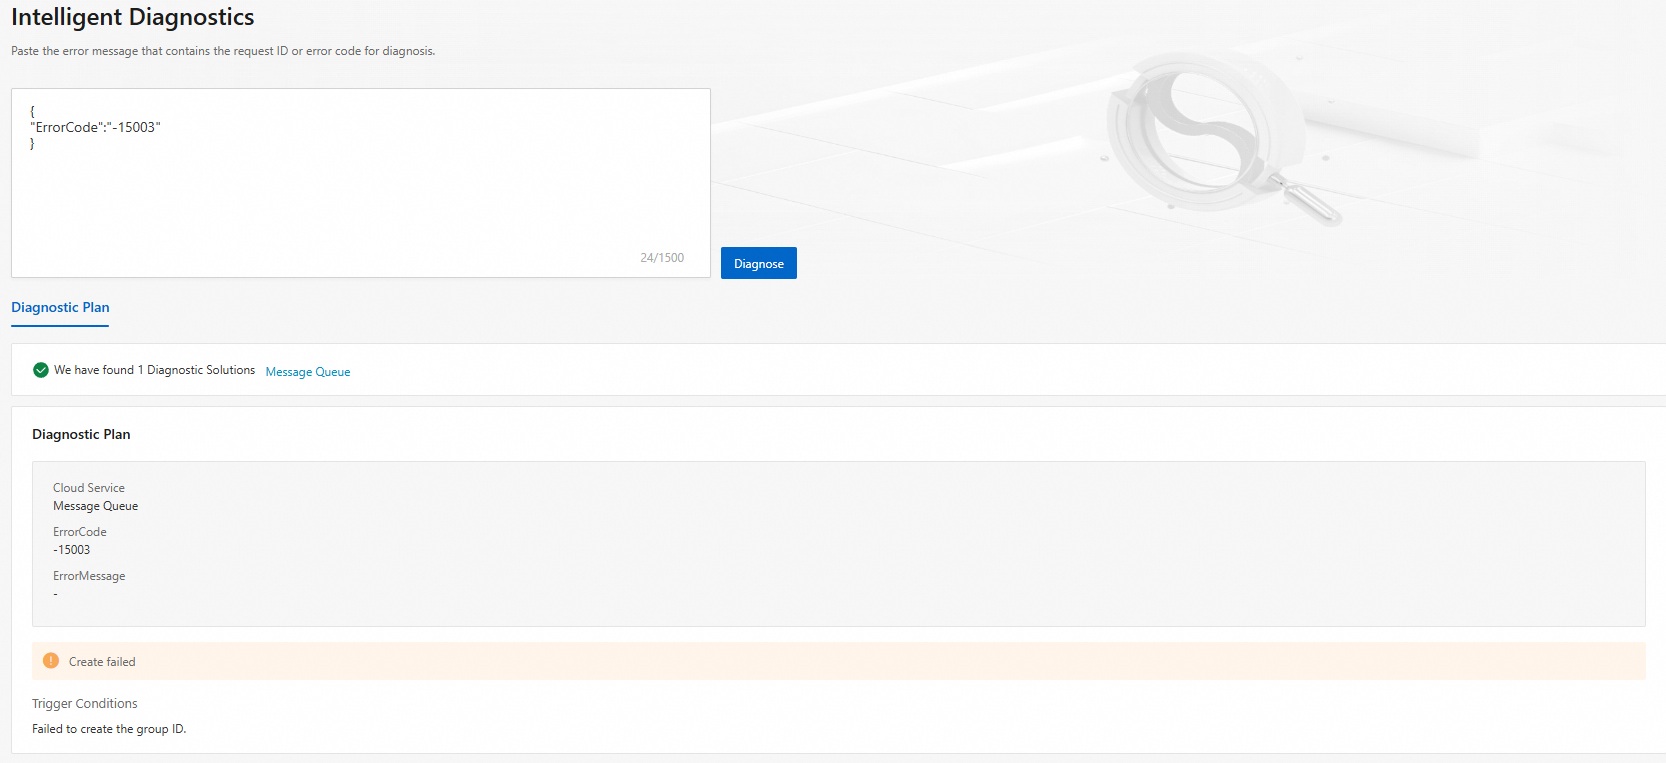 Intelligent Diagnostics
Paste the error message that contains the request ID or error code for diagnosis.
{
"ErrorCode":"-15003"
}
24/1500
Diagnose
Diagnostic Plan
We have found 1 Diagnostic Solutions Message Queue
Diagnostic Plan
Cloud Service
Message Queue
ErrorCode
-15003
ErrorMessage
-
Create failed
Trigger Conditions
Failed to create the group ID.